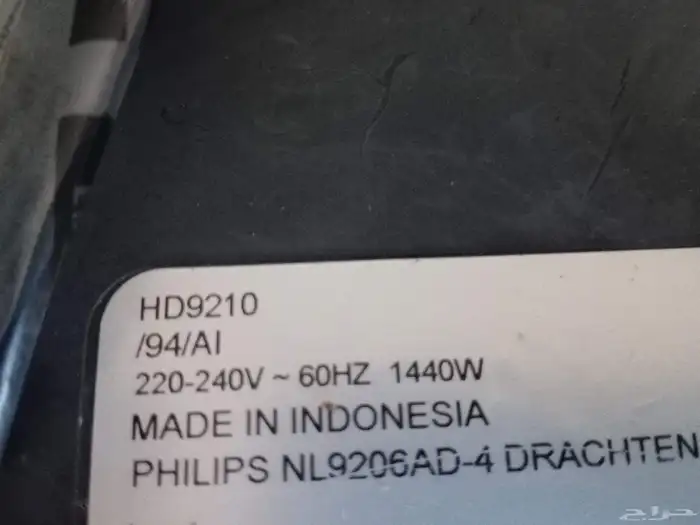 HD9210
/94/AI
220-240V ~ 60HZ 1440W
MADE IN INDONESIA
PHILIPS NL9206AD-4 DRACHTEN
حراج